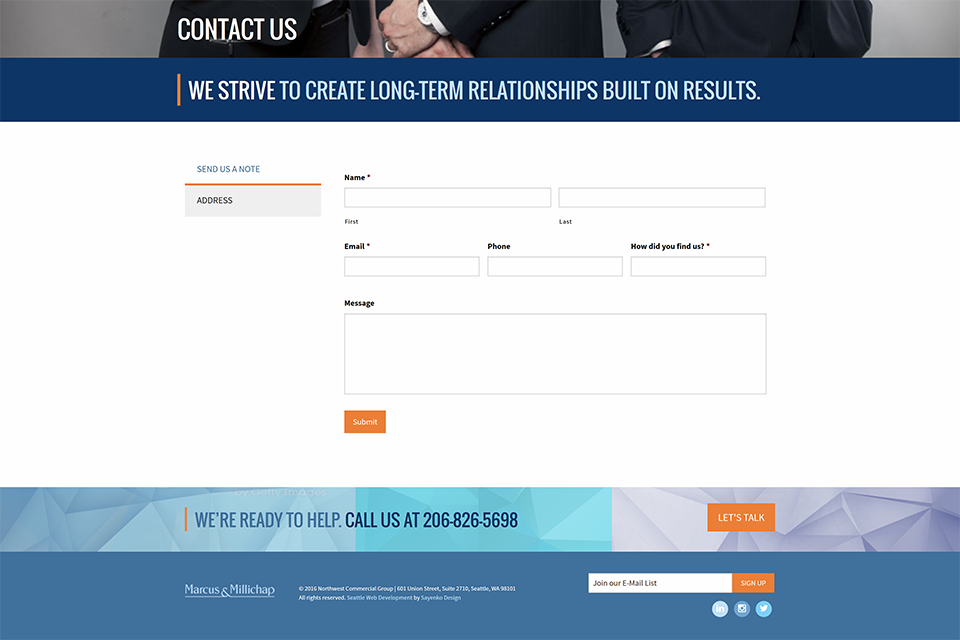 CONTACT US
WE STRIVE TO CREATE LONG-TERM RELATIONSHIPS BUILT ON RESULTS.
SEND US A NOTE
ADDRESS
Name *
First
Last
Email *
Phone
How did you find us? *
Message
Submit
by Getty Images
WE'RE READY TO HELP. CALL US AT 206-826-5698
LET'S TALK
Marcus & Millichap
© 2016 Northwest Commercial Group | 601 Union Street, Suite 2710, Seattle, WA 98101
All rights reserved. Seattle Web Development by Sayenko Design
Join our E-Mail List
SIGN UP
in